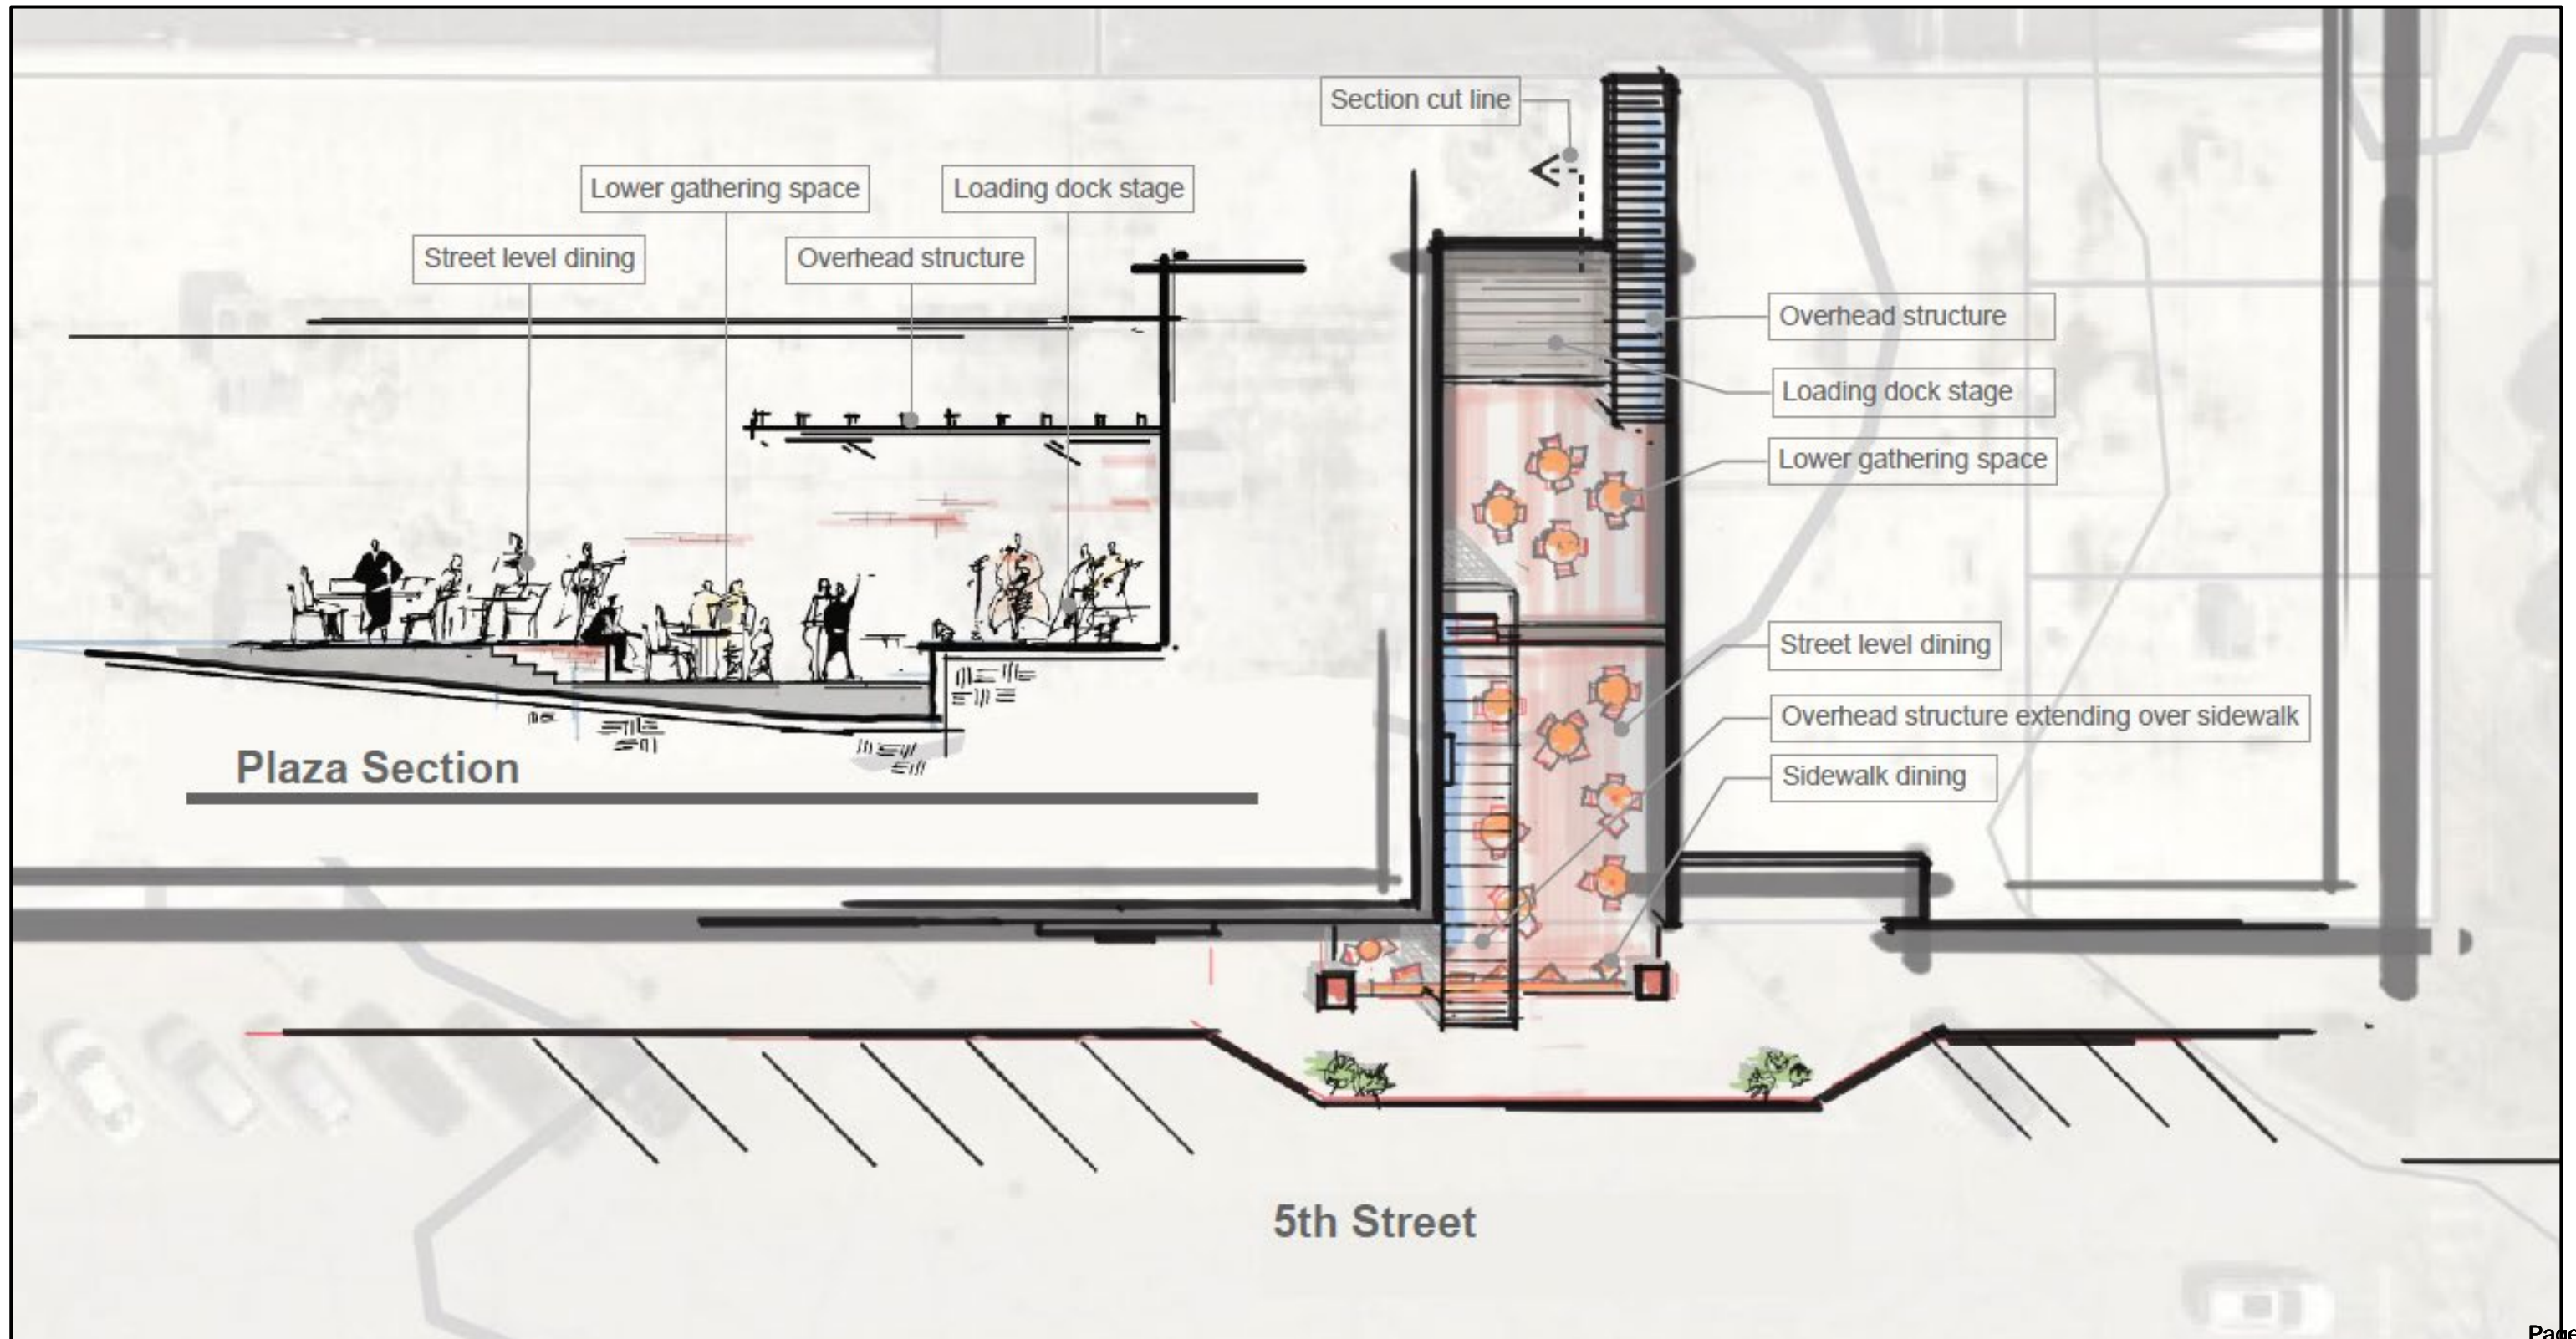 Section cut line
Lower gathering space
Loading dock stage
Street level dining
Overhead structure
Overhead structure
Loading dock stage
Lower gathering space
Street level dining
Overhead structure extending over sidewalk
Sidewalk dining
Plaza Section
5th Street
Page